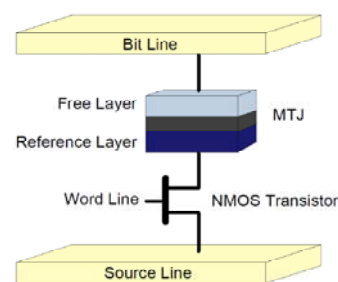 Bit Line
Free Layer
MTJ
Reference Layer
Word Line
NMOS Transistor
Source Line